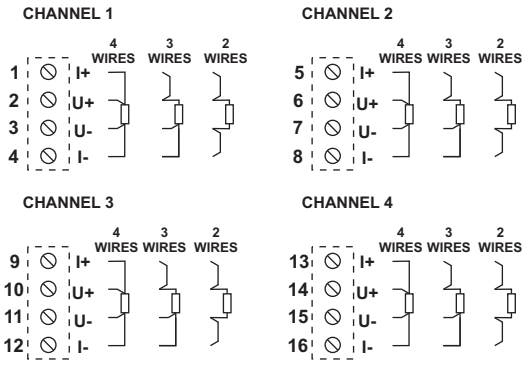 CHANNEL 1
4 WIRES 3 WIRES 2 WIRES
1 I+
2 U+
3 U-
4 I-
CHANNEL 2
4 WIRES 3 WIRES 2 WIRES
5 I+
6 U+
7 U-
8 I-
CHANNEL 3
4 WIRES 3 WIRES 2 WIRES
9 I+
10 U+
11 U-
12 I-
CHANNEL 4
4 WIRES 3 WIRES 2 WIRES
13 I+
14 U+
15 U-
16 I-